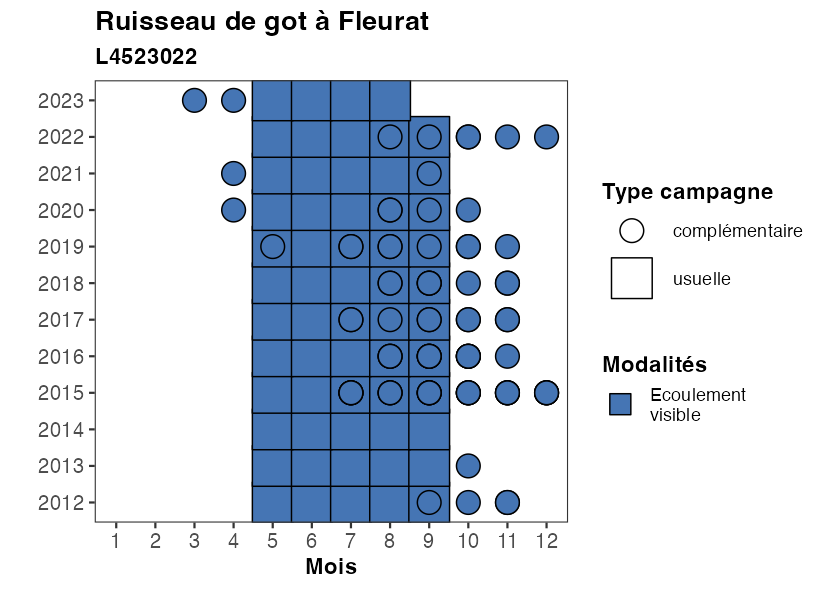 Ruisseau de got à Fleurat
L4523022
2023
2022
2021
2020
2019
2018
2017
2016
2015
2014
2013
2012
1 2 3 4 5 6 7 8 9 10 11 12
Mois
Type campagne
complémentaire
usuelle
Modalités
Ecoulement
visible